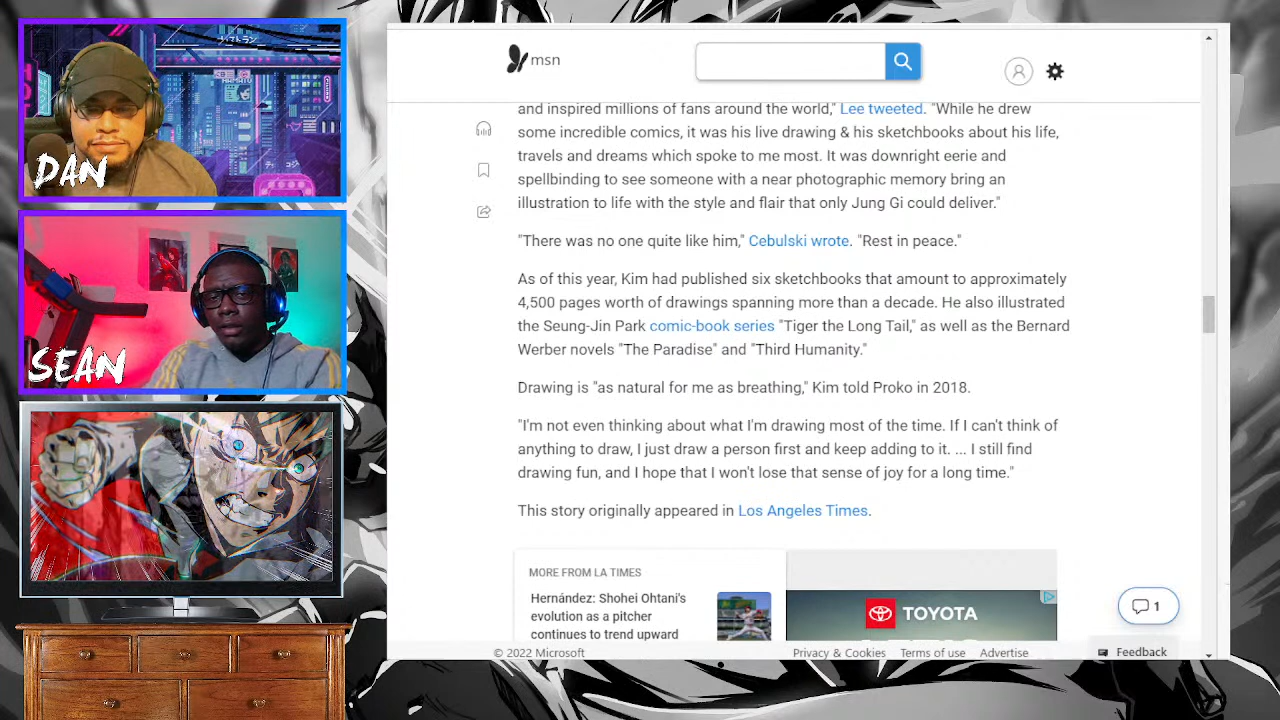 DAN
SEAN
msn
and inspired millions of fans around the world," Lee tweeted. "While he drew
some incredible comics, it was his live drawing & his sketchbooks about his life,
travels and dreams which spoke to me most. It was downright eerie and
spellbinding to see someone with a near photographic memory bring an
illustration to life with the style and flair that only Jung Gi could deliver."
"There was no one quite like him," Cebulski wrote. "Rest in peace."
As of this year, Kim had published six sketchbooks that amount to approximately
4,500 pages worth of drawings spanning more than a decade. He also illustrated
the Seung-Jin Park comic-book series "Tiger the Long Tail," as well as the Bernard
Werber novels "The Paradise" and "Third Humanity."
Drawing is "as natural for me as breathing," Kim told Proko in 2018.
"I'm not even thinking about what I'm drawing most of the time. If I can't think of
anything to draw, I just draw a person first and keep adding to it. ... I still find
drawing fun, and I hope that I won't lose that sense of joy for a long time."
This story originally appeared in Los Angeles Times.
MORE FROM LA TIMES
Hernández: Shohei Ohtani's
evolution as a pitcher
continues to trend upward
TOYOTA
1
© 2022 Microsoft
Privacy & Cookies
Terms of use
Advertise
Feedback